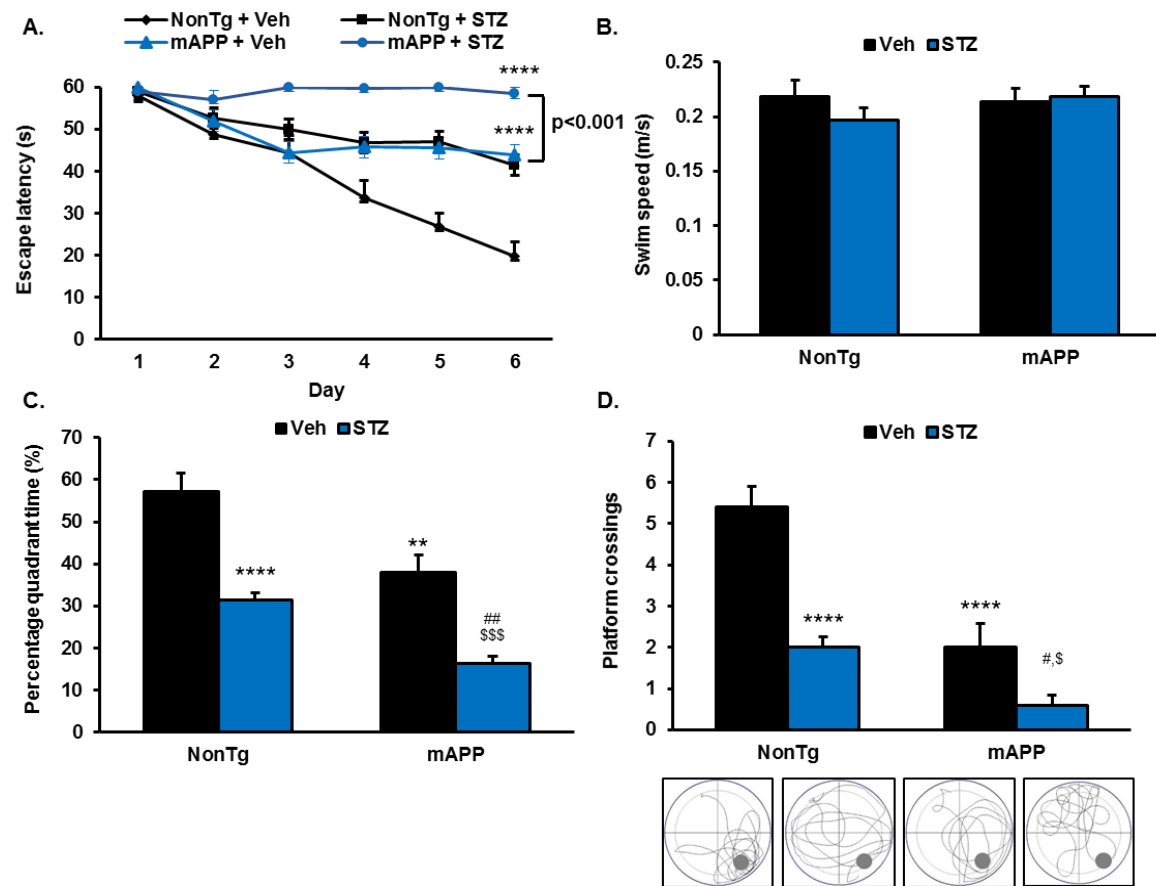 A.
NonTg + Veh NonTg + STZ
mAPP + Veh mAPP + STZ
Escape latency (s)
60
50
40
30
20
10
0
****
****
p<0.001
1 2 3 4 5 6
Day
B.
Veh STZ
Swim speed (m/s)
0.25
0.2
0.15
0.1
0.05
0
NonTg mAPP
C.
Veh STZ
Percentage quadrant time (%)
70
60
50
40
30
20
10
0
****
**
##
$$$
NonTg mAPP
D.
Veh STZ
Platform crossings
7
6
5
4
3
2
1
0
****
****
#,$
NonTg mAPP